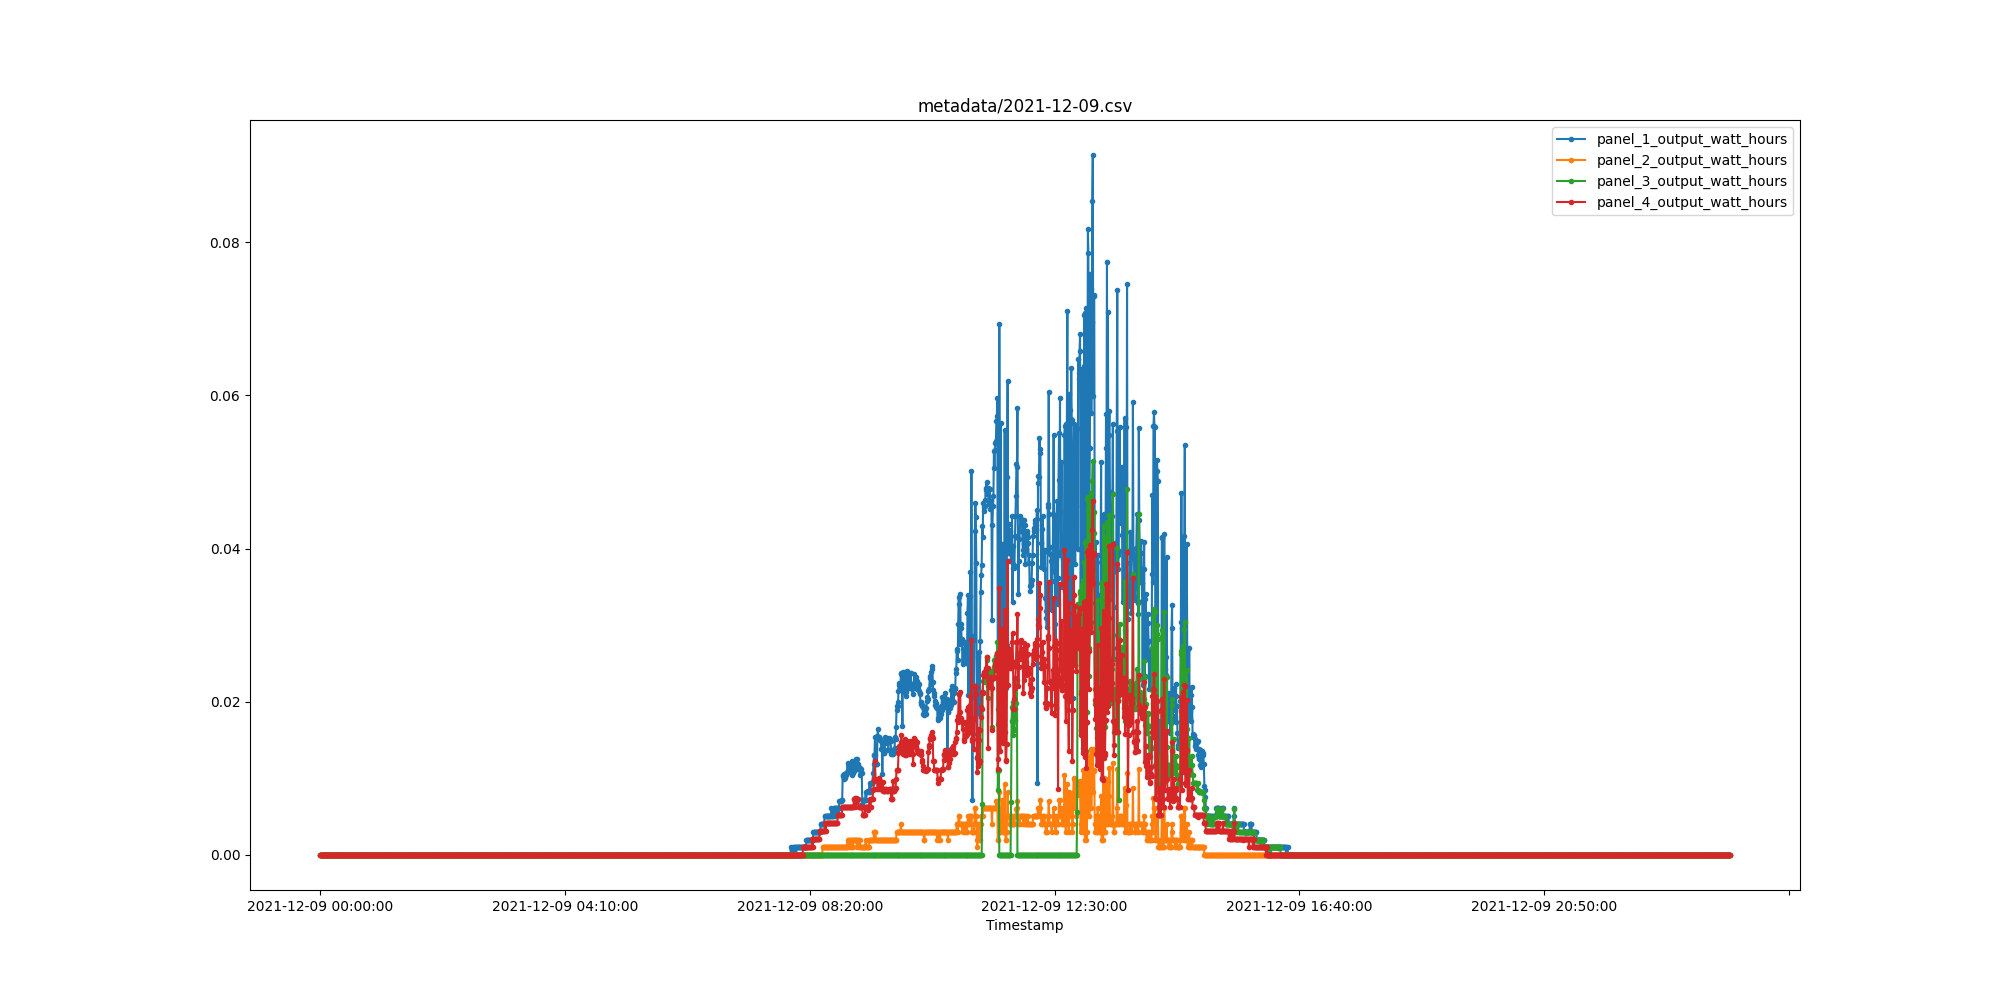 metadata/2021-12-09.csv
panel_1_output_watt_hours
panel_2_output_watt_hours
panel_3_output_watt_hours
panel_4_output_watt_hours
0.08
0.06
0.04
0.02
0.00
2021-12-09 00:00:00 2021-12-09 04:10:00 2021-12-09 08:20:00 2021-12-09 12:30:00 2021-12-09 16:40:00 2021-12-09 20:50:00
Timestamp